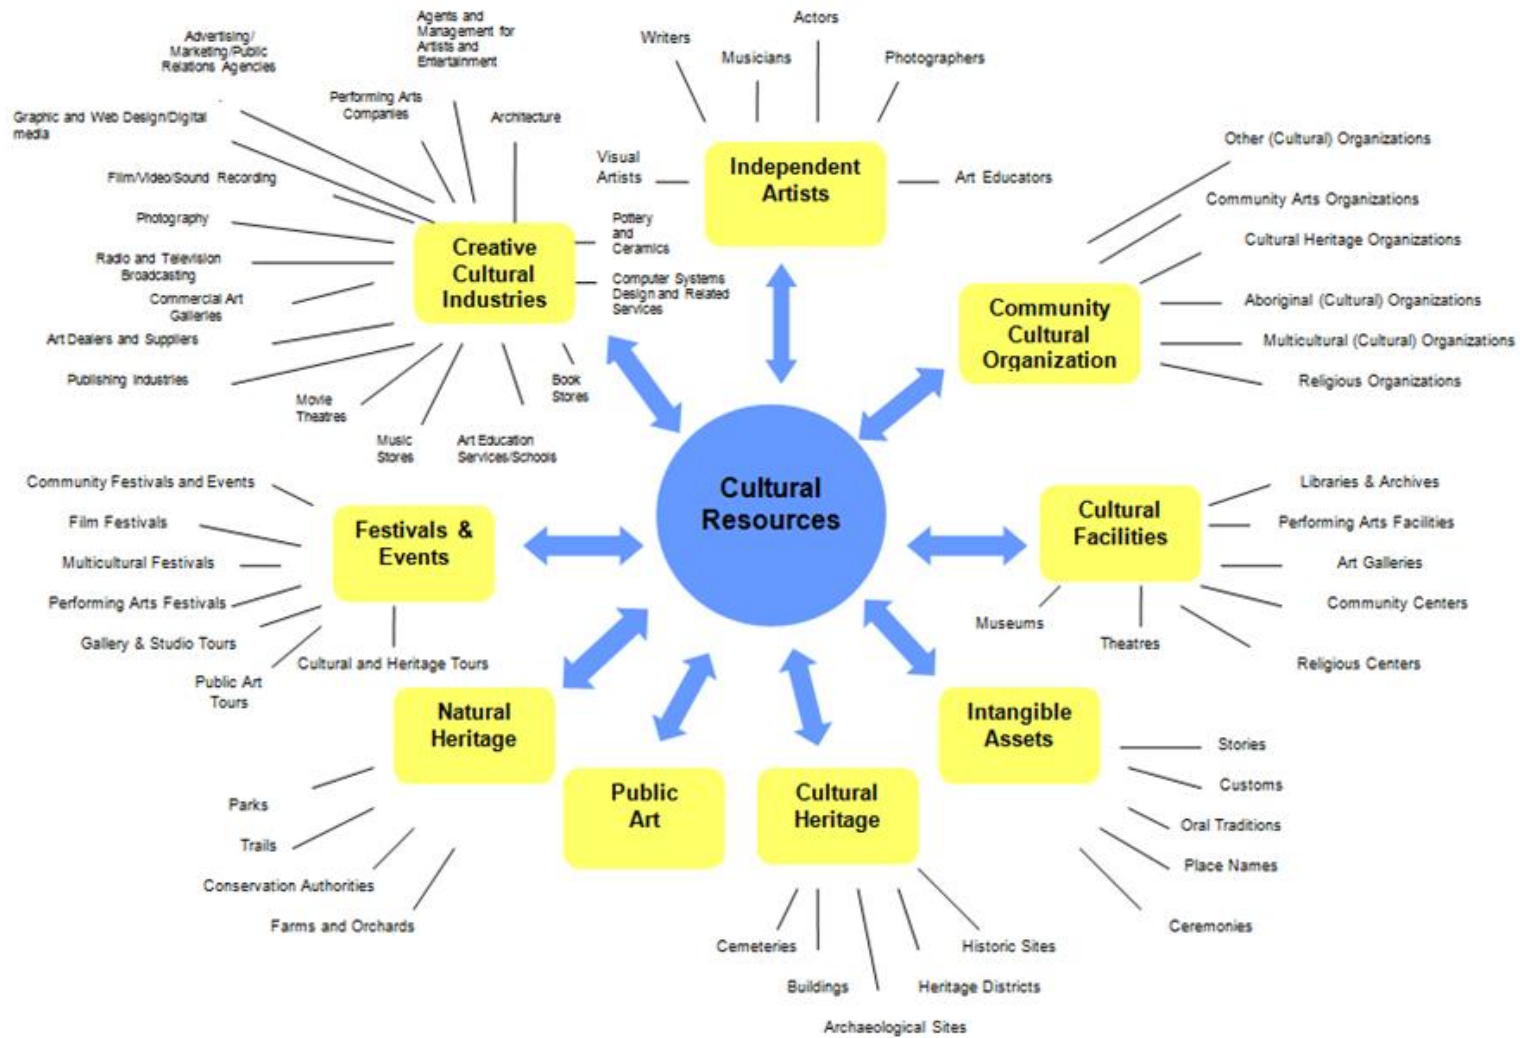 Actors
Writers
Musicians
Photographers
Visual
Artists
Independent
Artists
Art Educators
Agents and
Management for
Artists and
Entertainment
Advertising/
Marketing/Public
Relations Agencies
Performing Arts
Companies
Architecture
Graphic and Web Design/Digital
media
Film/Video/Sound Recording
Photography
Radio and Television
Broadcasting
Commercial Art
Galleries
Art Dealers and Suppliers
Publishing Industries
Movie
Theatres
Music
Stores
Art Education
Services/Schools
Book
Stores
Creative
Cultural
Industries
Pottery
and
Ceramics
Computer Systems
Design and Related
Services
Other (Cultural) Organizations
Community Arts Organizations
Cultural Heritage Organizations
Aboriginal (Cultural) Organizations
Multicultural (Cultural) Organizations
Religious Organizations
Community
Cultural
Organization
Cultural
Resources
Community Festivals and Events
Film Festivals
Multicultural Festivals
Performing Arts Festivals
Gallery & Studio Tours
Public Art
Tours
Cultural and Heritage Tours
Festivals &
Events
Cultural
Facilities
Libraries & Archives
Performing Arts Facilities
Art Galleries
Community Centers
Religious Centers
Museums
Theatres
Natural
Heritage
Parks
Trails
Conservation Authorities
Farms and Orchards
Public
Art
Cultural
Heritage
Cemeteries
Buildings
Archaeological Sites
Heritage Districts
Historic Sites
Intangible
Assets
Stories
Customs
Oral Traditions
Place Names
Ceremonies